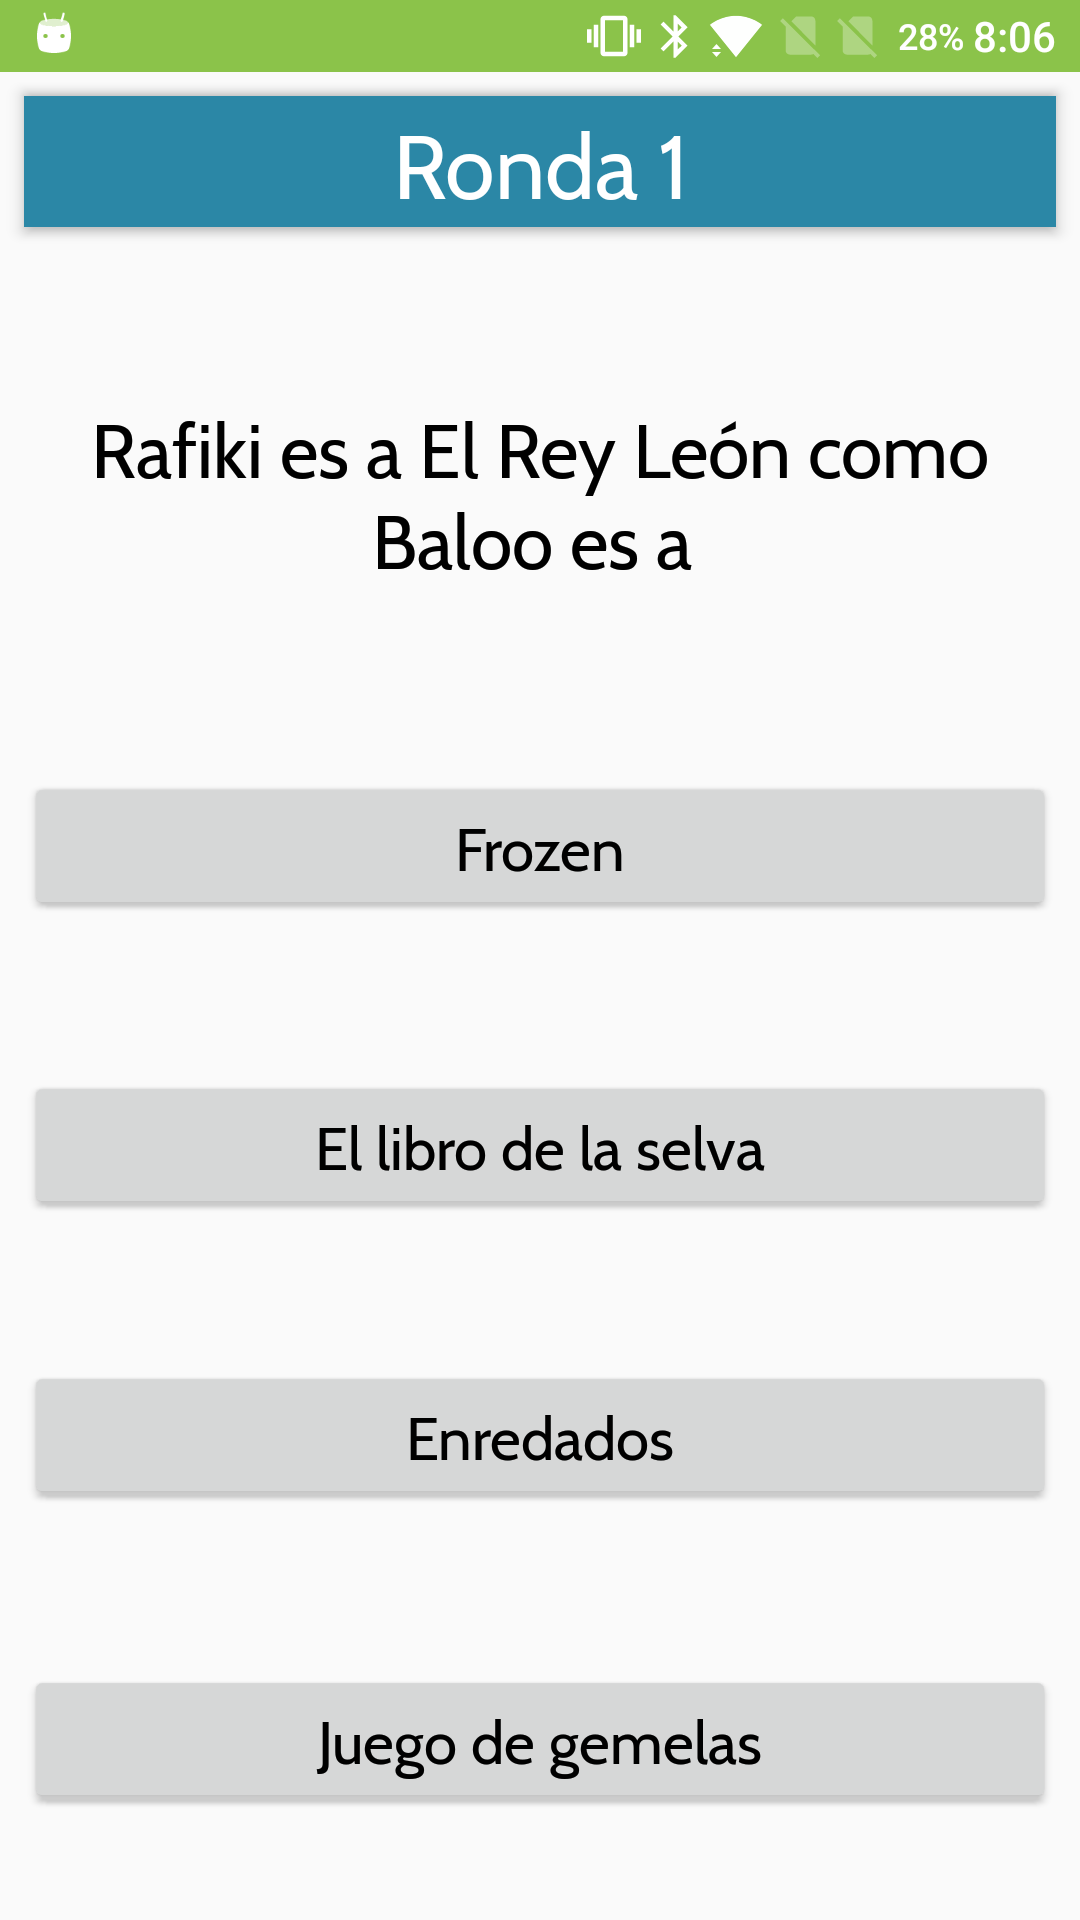 28% 8:06
Ronda 1
Rafiki es a El Rey León como
Baloo es a
Frozen
El libro de la selva
Enredados
Juego de gemelas